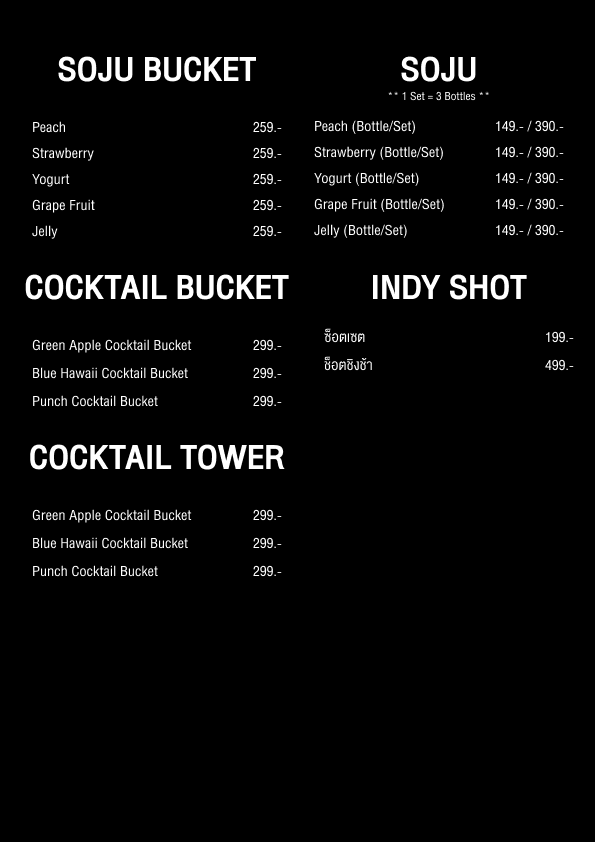 SOJU BUCKET
Peach 259.-
Strawberry 259.-
Yogurt 259.-
Grape Fruit 259.-
Jelly 259.-
COCKTAIL BUCKET
Green Apple Cocktail Bucket 299.-
Blue Hawaii Cocktail Bucket 299.-
Punch Cocktail Bucket 299.-
COCKTAIL TOWER
Green Apple Cocktail Bucket 299.-
Blue Hawaii Cocktail Bucket 299.-
Punch Cocktail Bucket 299.-
SOJU
** 1 Set = 3 Bottles **
Peach (Bottle/Set) 149.- / 390.-
Strawberry (Bottle/Set) 149.- / 390.-
Yogurt (Bottle/Set) 149.- / 390.-
Grape Fruit (Bottle/Set) 149.- / 390.-
Jelly (Bottle/Set) 149.- / 390.-
INDY SHOT
ช็อตเซต 199.-
ช็อตชิงช้า 499.-